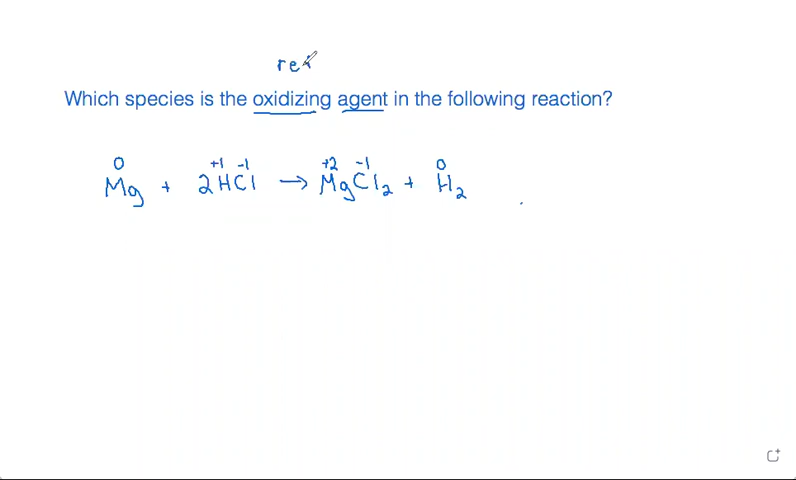 re
Which species is the oxidizing agent in the following reaction?
0 +1 -1 +2 -1 0
Mg + 2HCl → MgCl₂ + H₂